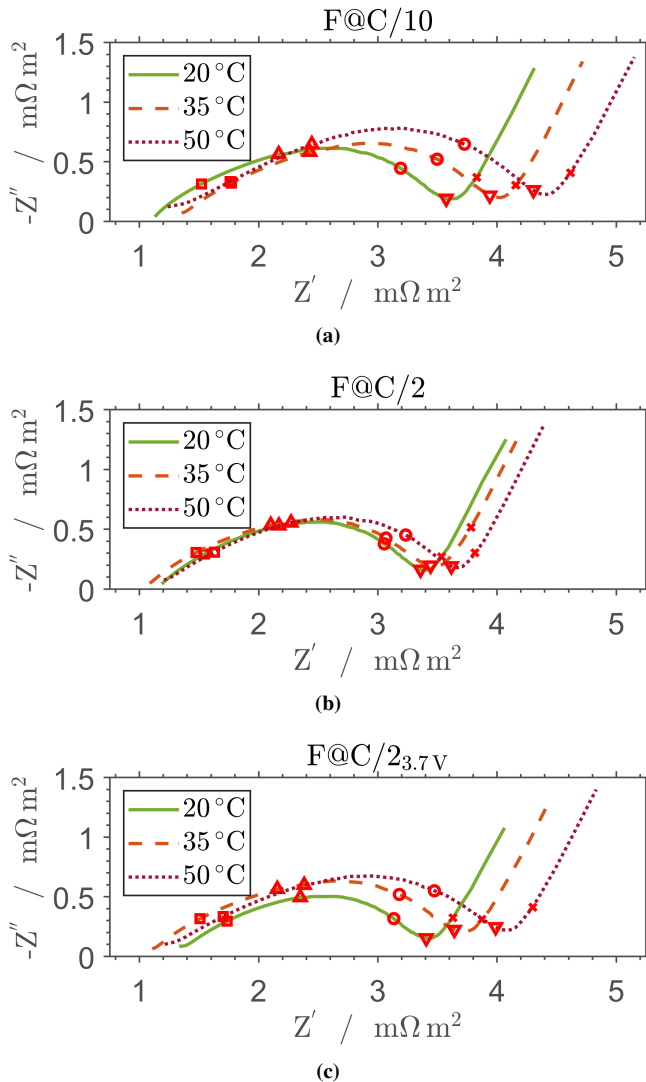 F@C/10
-Z″ / mΩ m²
1.5
1
0.5
0
20 °C
35 °C
50 °C
1 2 3 4 5
Z′ / mΩ m²
(a)
F@C/2
-Z″ / mΩ m²
1.5
1
0.5
0
20 °C
35 °C
50 °C
1 2 3 4 5
Z′ / mΩ m²
(b)
F@C/2₃.₇ V
-Z″ / mΩ m²
1.5
1
0.5
0
20 °C
35 °C
50 °C
1 2 3 4 5
Z′ / mΩ m²
(c)